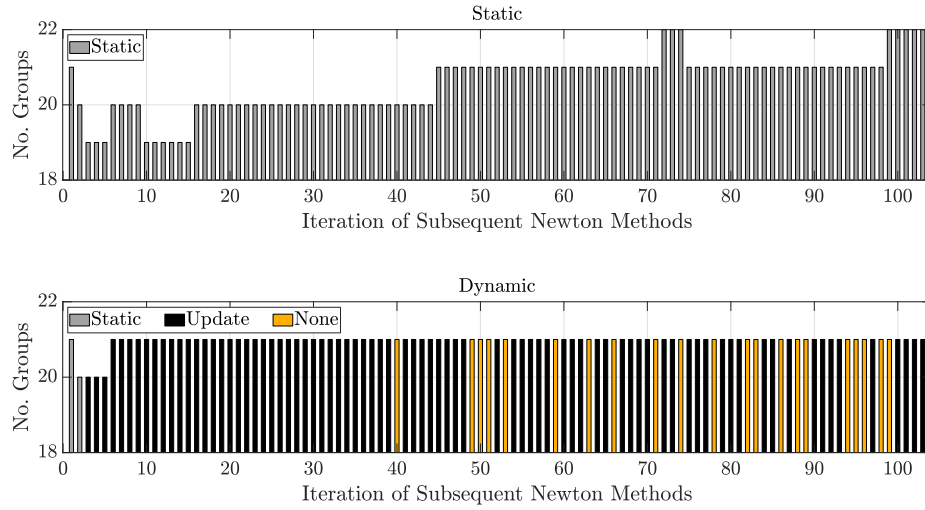 Static
22
Static
20
18
No. Groups
0 10 20 30 40 50 60 70 80 90 100
Iteration of Subsequent Newton Methods
Dynamic
22
Static Update None
20
18
No. Groups
0 10 20 30 40 50 60 70 80 90 100
Iteration of Subsequent Newton Methods